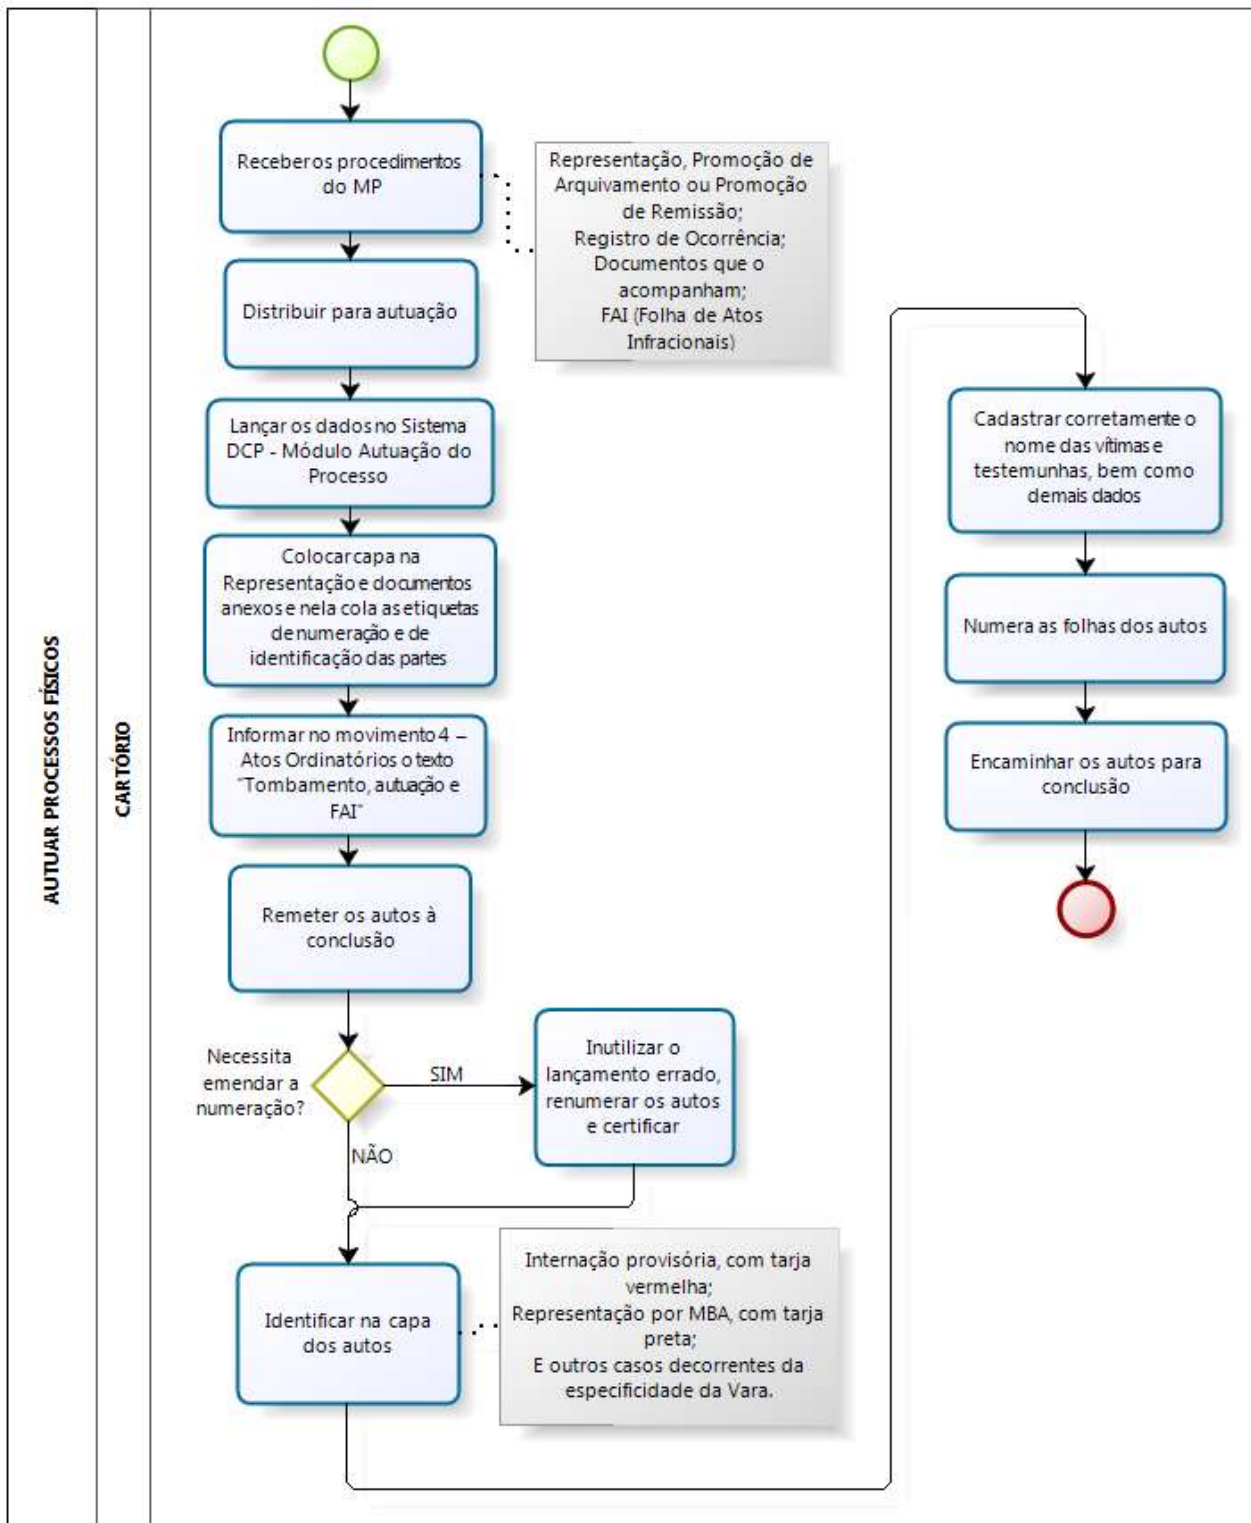 AUTUAR PROCESSOS FÍSICOS
CARTÓRIO
Receber os procedimentos
do MP
Representação, Promoção de
Arquivamento ou Promoção
de Remissão;
Registro de Ocorrência;
Documentos que o
acompanham;
FAI (Folha de Atos
Infracionais)
Distribuir para autuação
Lançar os dados no Sistema
DCP - Módulo Autuação do
Processo
Colocar capa na
Representação e documentos
anexos e nela cola as etiquetas
de numeração e de
identificação das partes
Informar no movimento 4 –
Atos Ordinatórios o texto
"Tombamento, autuação e
FAI"
Remeter os autos à
conclusão
Necessita
emendar a
numeração?
SIM
NÃO
Inutilizar o
lançamento errado,
renumerar os autos
e certificar
Identificar na capa
dos autos
Internação provisória, com tarja
vermelha;
Representação por MBA, com tarja
preta;
E outros casos decorrentes da
especificidade da Vara.
Cadastrar corretamente o
nome das vítimas e
testemunhas, bem como
demais dados
Numera as folhas dos autos
Encaminhar os autos para
conclusão